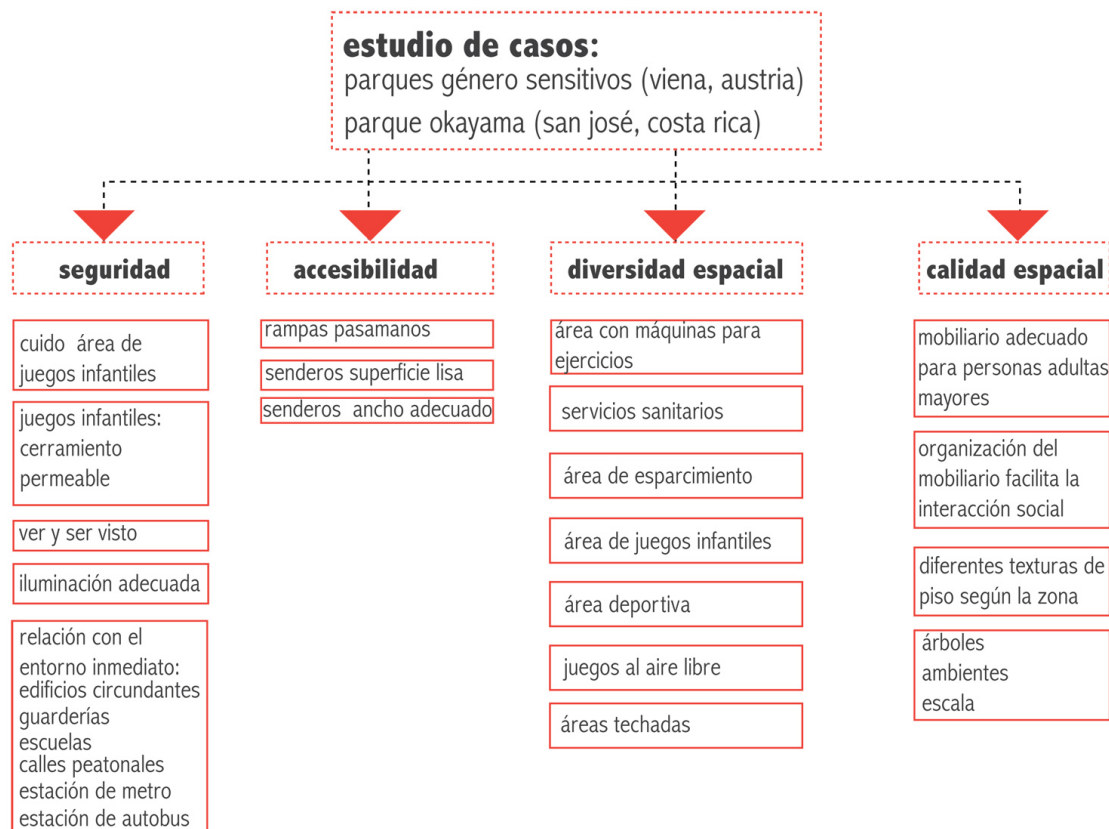 estudio de casos:
parques género sensitivos (viena, austria)
parque okayama (san josé, costa rica)
seguridad
cuido área de
juegos infantiles
juegos infantiles:
cerramiento
permeable
ver y ser visto
iluminación adecuada
relación con el
entorno inmediato:
edificios circundantes
guarderías
escuelas
calles peatonales
estación de metro
estación de autobus
accesibilidad
rampas pasamanos
senderos superficie lisa
senderos ancho adecuado
diversidad espacial
área con máquinas para
ejercicios
servicios sanitarios
área de esparcimiento
área de juegos infantiles
área deportiva
juegos al aire libre
áreas techadas
calidad espacial
mobiliario adecuado
para personas adultas
mayores
organización del
mobiliario facilita la
interacción social
diferentes texturas de
piso según la zona
árboles
ambientes
escala